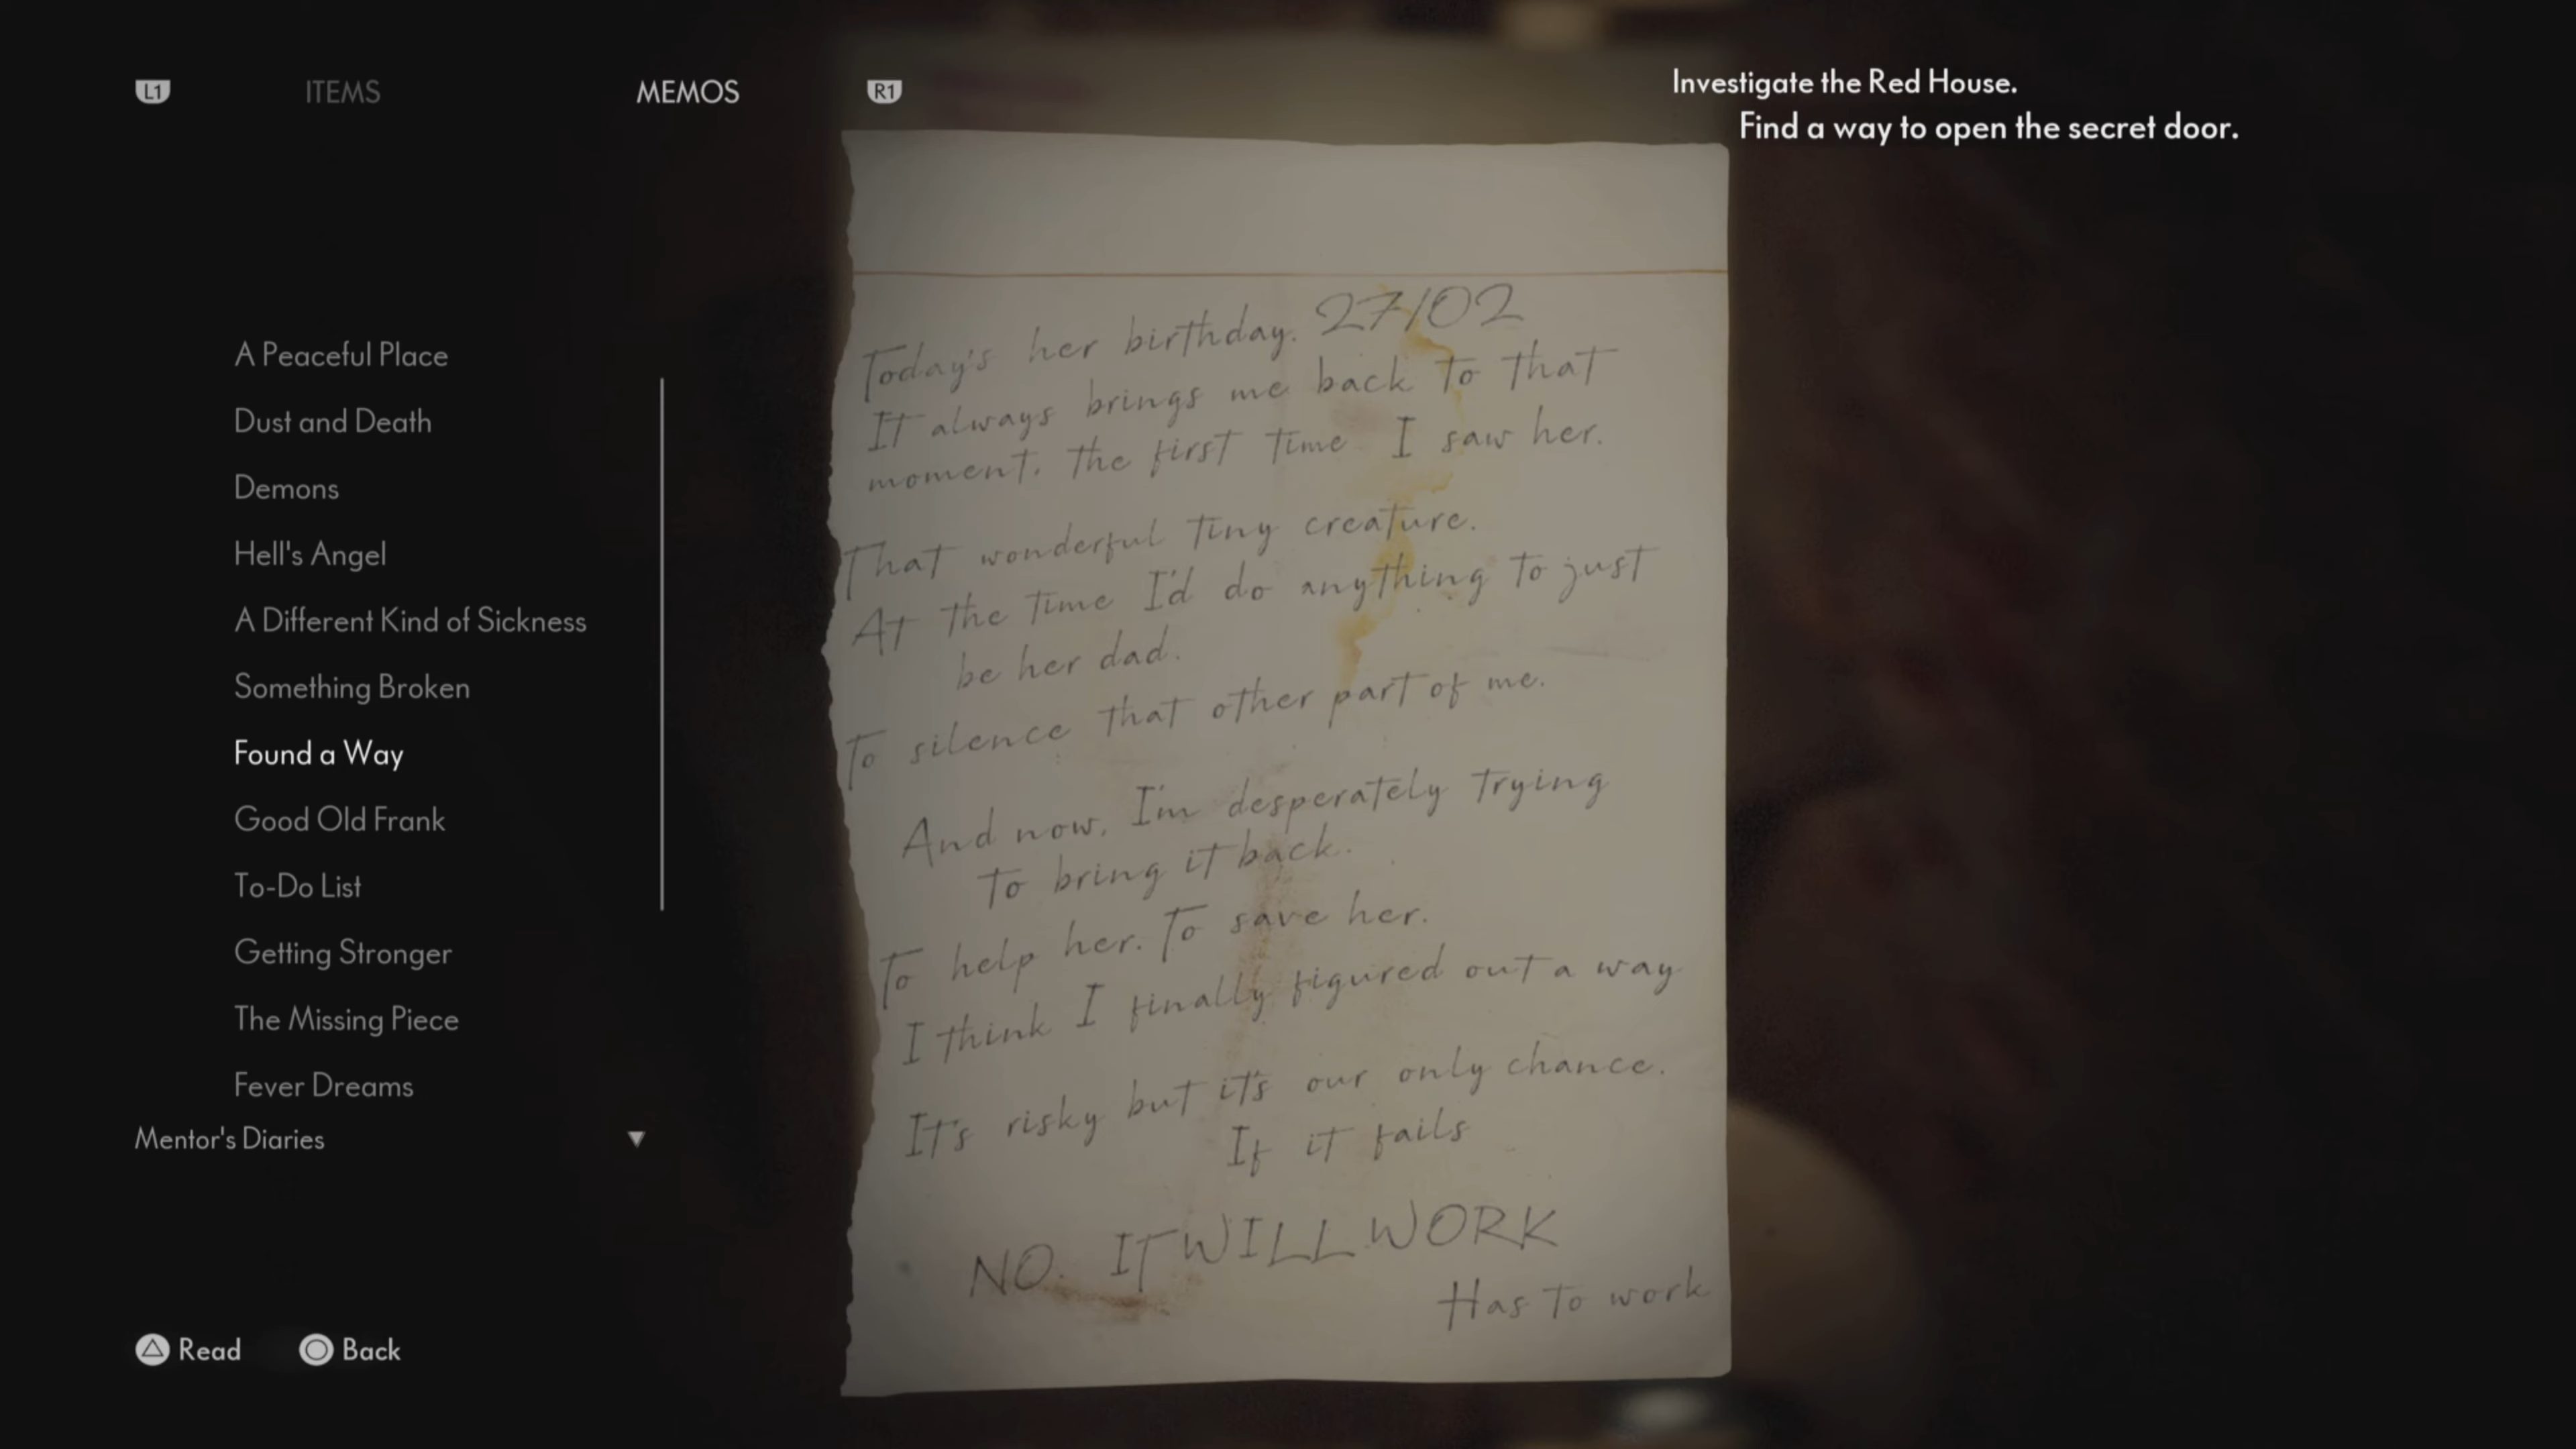 L1
ITEMS
MEMOS
R1
Investigate the Red House.
Find a way to open the secret door.
A Peaceful Place
Dust and Death
Demons
Hell's Angel
A Different Kind of Sickness
Something Broken
Found a Way
Good Old Frank
To-Do List
Getting Stronger
The Missing Piece
Fever Dreams
Mentor's Diaries
Read
Back
Today's her birthday. 27/02
It always brings me back to that
moment. The first time I saw her.
That wonderful tiny creature.
At the time I'd do anything to just
be her dad.
To silence that other part of me.
And now, I'm desperately trying
to bring it back.
To help her. To save her.
I think I finally figured out a way
It's risky but it's our only chance.
If it fails
NO. IT WILL WORK
Has to work